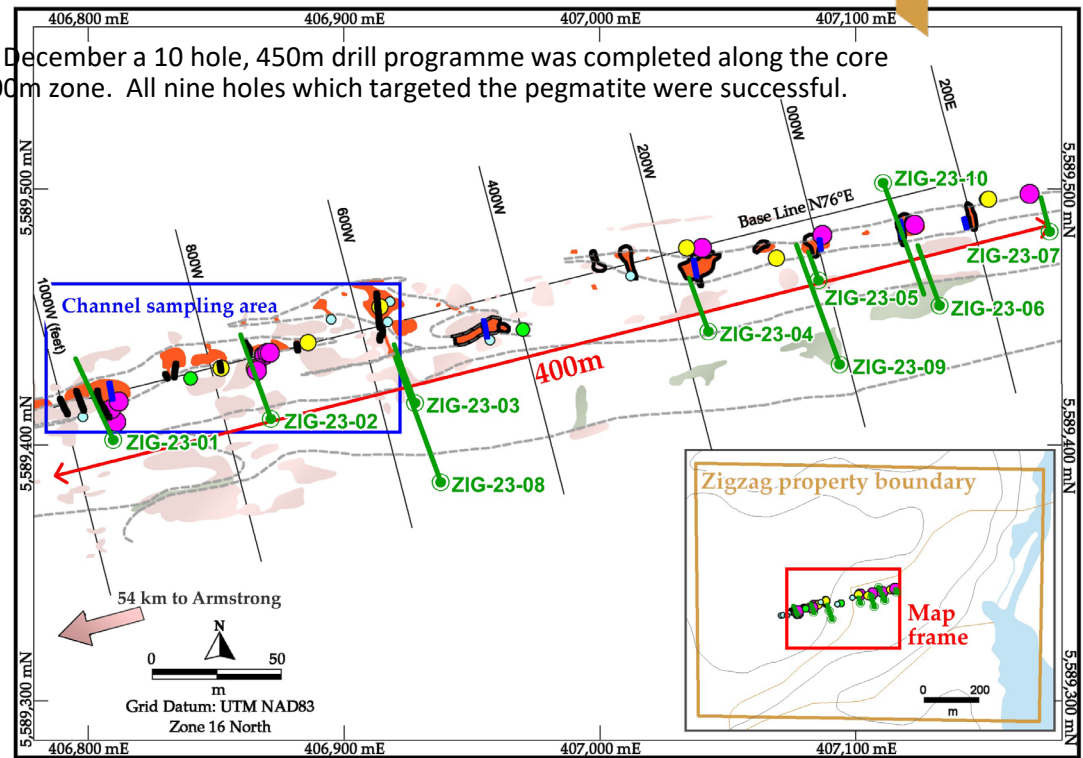 406,800 mE 406,900 mE 407,000 mE 407,100 mE
December a 10 hole, 450m drill programme was completed along the core
0m zone. All nine holes which targeted the pegmatite were successful.
200E
000W
200W
400W
600W
800W
1000W (feet)
5,589,500 mN
5,589,500 mN
ZIG-23-10
Base Line N76°E
ZIG-23-07
ZIG-23-05
ZIG-23-06
Channel sampling area
ZIG-23-04
400m
ZIG-23-09
ZIG-23-03
ZIG-23-02
ZIG-23-01
5,589,400 mN
5,589,400 mN
ZIG-23-08
Zigzag property boundary
54 km to Armstrong
N
0 50
m
Grid Datum: UTM NAD83
Zone 16 North
Map
frame
0 200
m
5,589,300 mN
5,589,300 mN
406,800 mE 406,900 mE 407,000 mE 407,100 mE